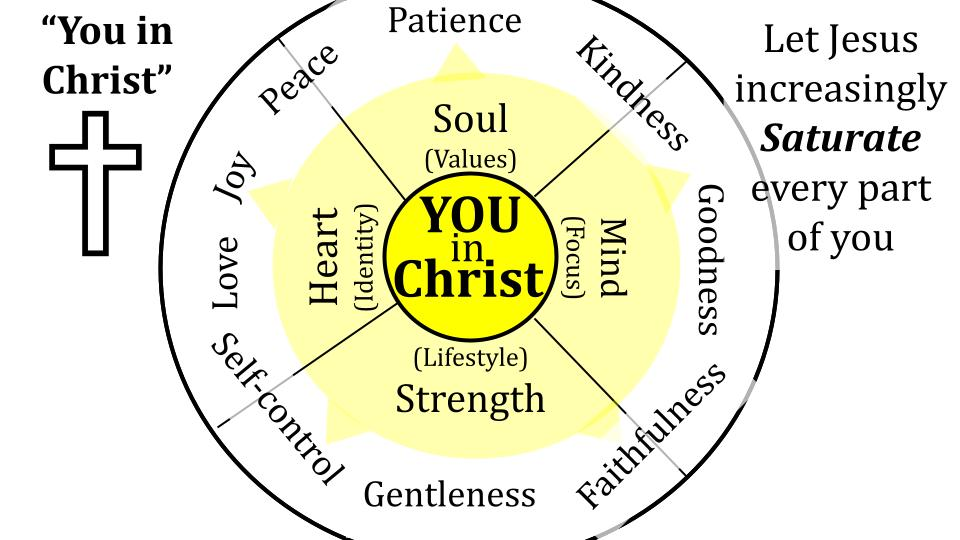 “You in
Christ”
Let Jesus
increasingly
Saturate
every part
of you
Patience
Kindness
Goodness
Faithfulness
Gentleness
Self-control
Love
Joy
Peace
Soul
(Values)
Mind
(Focus)
(Lifestyle)
Strength
Heart
(Identity)
YOU
in
Christ